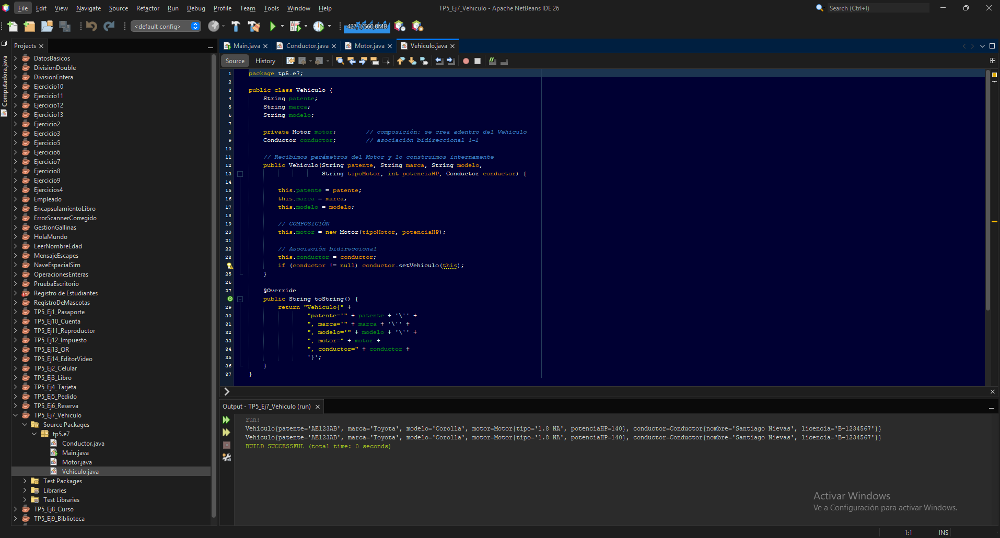 File Edit View Navigate Source Refactor Run Debug Profile Team Tools Window Help
TP5_Ej7_Vehiculo - Apache NetBeans IDE 26
Search (Ctrl+I)
<default config>
427,1/560,0MB
Computadora.java
Projects
DatosBasicos
DivisionDouble
DivisionEntera
Ejercicio10
Ejercicio11
Ejercicio12
Ejercicio13
Ejercicio2
Ejercicio3
Ejercicio5
Ejercicio6
Ejercicio7
Ejercicio8
Ejercicio9
Ejercicios4
Empleado
EncapsulamientoLibro
ErrorScannerCorregido
GestionGallinas
HolaMundo
LeerNombreEdad
MensajeEscapes
NaveEspacialSim
OperacionesEnteras
PruebaEscritorio
Registro de Estudiantes
RegistroDeMascotas
TP5_Ej1_Pasaporte
TP5_Ej10_Cuenta
TP5_Ej11_Reproductor
TP5_Ej12_Impuesto
TP5_Ej13_QR
TP5_Ej14_EditorVideo
TP5_Ej2_Celular
TP5_Ej3_Libro
TP5_Ej4_Tarjeta
TP5_Ej5_Pedido
TP5_Ej6_Reserva
TP5_Ej7_Vehiculo
Source Packages
tp5.e7
Conductor.java
Main.java
Motor.java
Vehiculo.java
Test Packages
Libraries
Test Libraries
TP5_Ej8_Curso
TP5_Ej9_Biblioteca
Main.java Conductor.java Motor.java Vehiculo.java
Source History
1 package tp5.e7;
2
3 public class Vehiculo {
4 String patente;
5 String marca;
6 String modelo;
7
8 private Motor motor; // composición: se crea adentro del Vehiculo
9 Conductor conductor; // asociación bidireccional 1-1
10
11 // Recibimos parámetros del Motor y lo construimos internamente
12 public Vehiculo(String patente, String marca, String modelo,
13 String tipoMotor, int potenciaHP, Conductor conductor) {
14
15 this.patente = patente;
16 this.marca = marca;
17 this.modelo = modelo;
18
19 // COMPOSICIÓN
20 this.motor = new Motor(tipoMotor, potenciaHP);
21
22 // Asociación bidireccional
23 this.conductor = conductor;
if (conductor != null) conductor.setVehiculo(this);
25 }
26
27 @Override
public String toString() {
29 return "Vehiculo{" +
30 "patente='" + patente + '\'' +
31 ", marca='" + marca + '\'' +
32 ", modelo='" + modelo + '\'' +
33 ", motor=" + motor +
34 ", conductor=" + conductor +
35 '}';
36 }
37 }
Output - TP5_Ej7_Vehiculo (run)
run:
Vehiculo{patente='AE123AB', marca='Toyota', modelo='Corolla', motor=Motor{tipo='1.8 NA', potenciaHP=140}, conductor=Conductor{nombre='Santiago Nievas', licencia='B-1234567'}}
Vehiculo{patente='AE123AB', marca='Toyota', modelo='Corolla', motor=Motor{tipo='1.8 NA', potenciaHP=140}, conductor=Conductor{nombre='Santiago Nievas', licencia='B-1234567'}}
BUILD SUCCESSFUL (total time: 0 seconds)
Activar Windows
Ve a Configuración para activar Windows.
1:1 INS